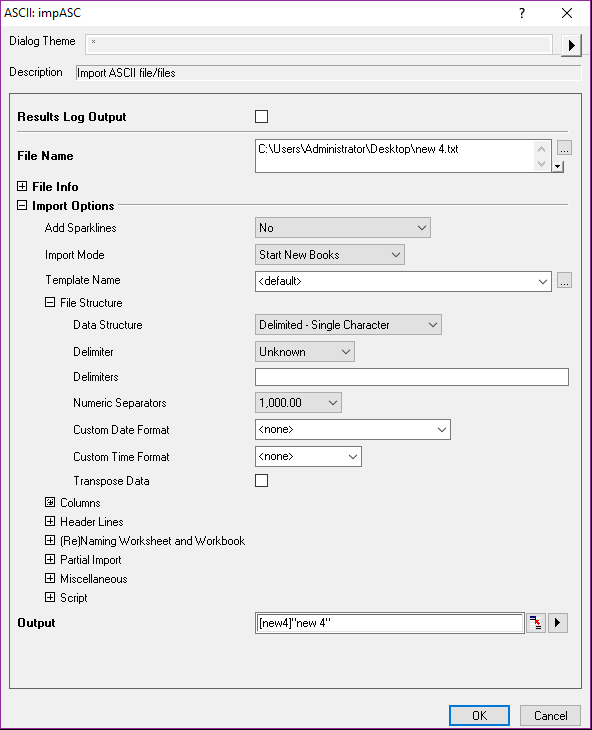 ASCII: impASC ?
Dialog Theme *
Description Import ASCII file/files
Results Log Output
File Name C:\Users\Administrator\Desktop\new 4.txt ...
File Info
Import Options
Add Sparklines No
Import Mode Start New Books
Template Name <default> ...
File Structure
Data Structure Delimited - Single Character
Delimiter Unknown
Delimiters
Numeric Separators 1,000.00
Custom Date Format <none>
Custom Time Format <none>
Transpose Data
Columns
Header Lines
(Re)Naming Worksheet and Workbook
Partial Import
Miscellaneous
Script
Output [new4]"new 4"
OK Cancel